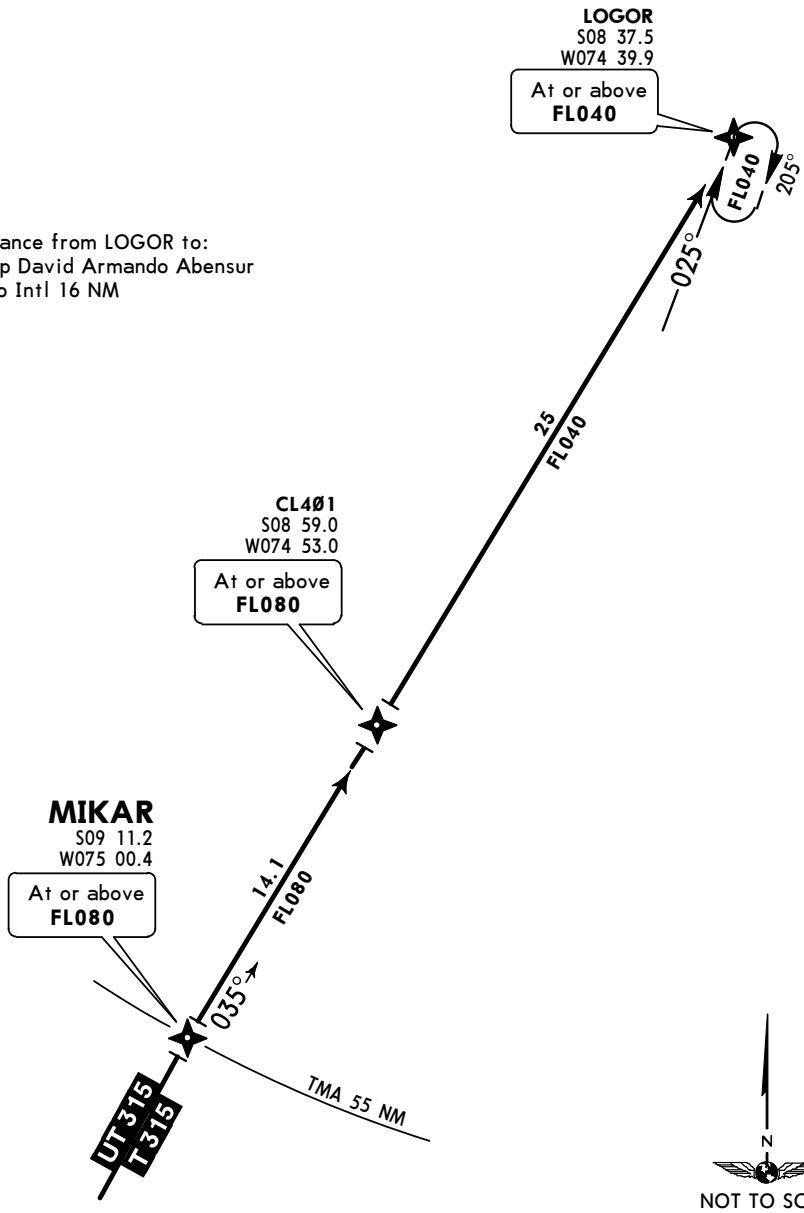 LOGOR
S08 37.5
W074 39.9
At or above
FL040
FL040
205°
025°
ance from LOGOR to:
p David Armando Abensur
o Intl 16 NM
25
FL040
CL4Ø1
S08 59.0
W074 53.0
At or above
FL080
MIKAR
S09 11.2
W075 00.4
At or above
FL080
14.1
FL080
035°
TMA 55 NM
UT 315
T 315
N
NOT TO SC